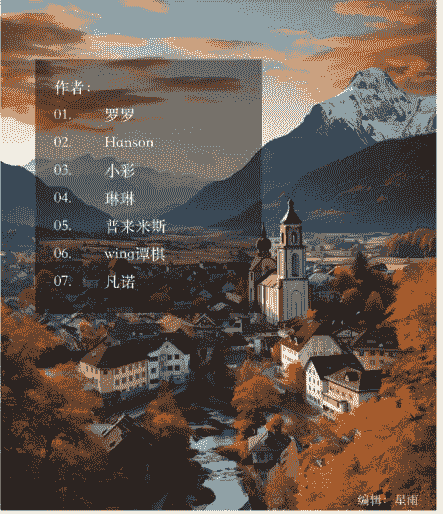 作者：
01. 罗罗
02. Hanson
03. 小彩
04. 琳琳
05. 普来米斯
06. wing谭棋
07. 凡诺
编辑：星雨